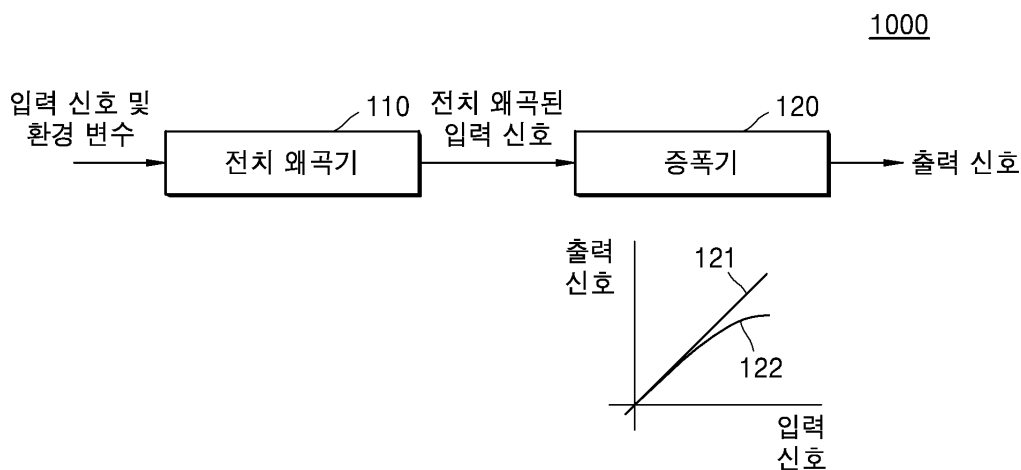 1000
입력 신호 및
환경 변수
110
전치 왜곡기
전치 왜곡된
입력 신호
120
증폭기
출력 신호
출력
신호
121
122
입력
신호